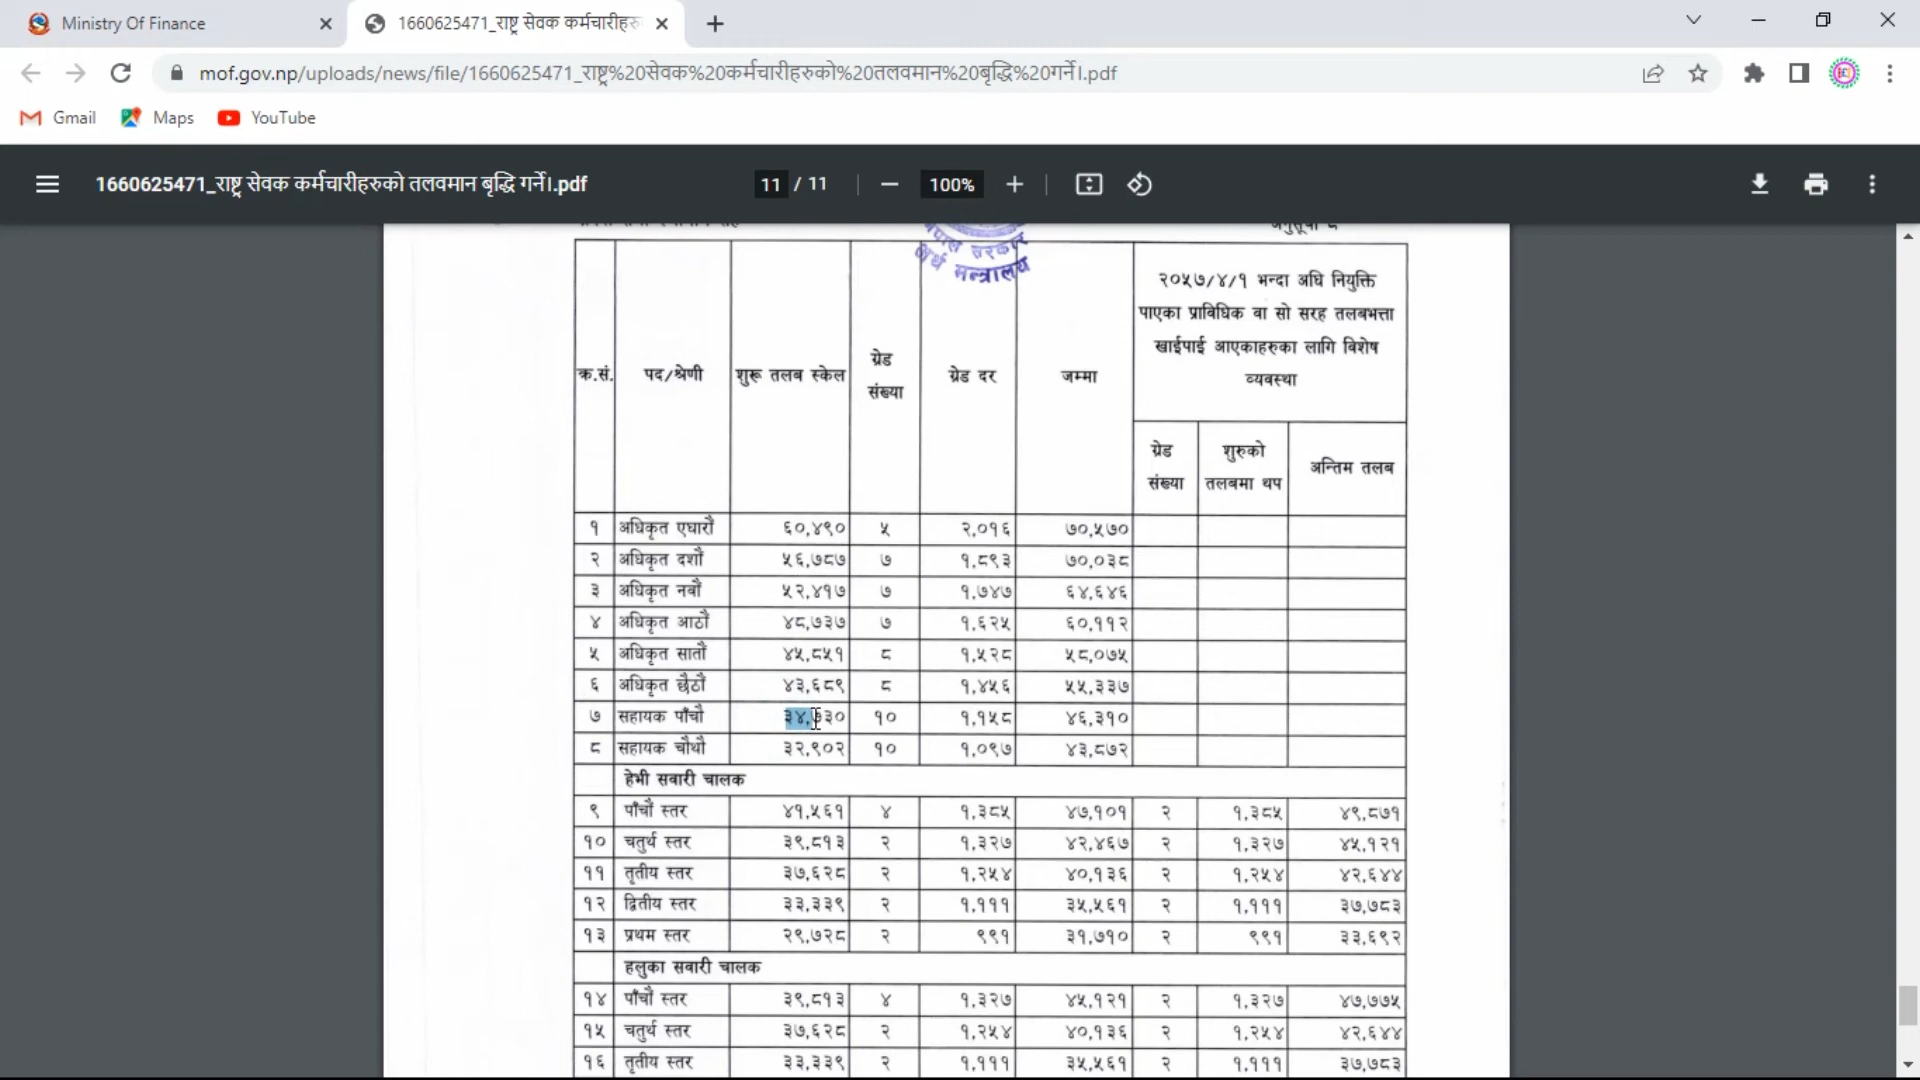 Ministry Of Finance
1660625471_राष्ट्र सेवक कर्मचारीहरु
mof.gov.np/uploads/news/file/1660625471_राष्ट्र%20सेवक%20कर्मचारीहरुको%20तलवमान%20बृद्धि%20गर्ने।.pdf
Gmail Maps YouTube
1660625471_राष्ट्र सेवक कर्मचारीहरुको तलवमान बृद्धि गर्ने।.pdf 11 / 11 100%
अनुसूची ८
नेपाल सरकार
अर्थ मन्त्रालय
क.सं. पद/श्रेणी शुरू तलब स्केल ग्रेड संख्या ग्रेड दर जम्मा
२०५७/४/१ भन्दा अघि नियुक्ति
पाएका प्राविधिक वा सो सरह तलबभत्ता
खाईपाई आएकाहरुका लागि विशेष
व्यवस्था
ग्रेड संख्या शुरुको तलबमा थप अन्तिम तलब
१ अधिकृत एघारौं ६०,४९० ५ २,०१६ ७०,५७०
२ अधिकृत दशौं ५६,७८७ ७ १,८९३ ७०,०३८
३ अधिकृत नवौं ५२,४१७ ७ १,७४७ ६४,६४६
४ अधिकृत आठौं ४८,७३७ ७ १,६२५ ६०,११२
५ अधिकृत सातौं ४५,८५१ ८ १,५२८ ५८,०७५
६ अधिकृत छैठौं ४३,६८९ ८ १,४५६ ५५,३३७
७ सहायक पाँचौ ३४,७३० १० १,१५८ ४६,३१०
८ सहायक चौथौ ३२,९०२ १० १,०९७ ४३,८७२
हेभी सवारी चालक
९ पाँचौं स्तर ४१,५६१ ४ १,३८५ ४७,१०१ २ १,३८५ ४९,८७१
१० चतुर्थ स्तर ३९,८१३ २ १,३२७ ४२,४६७ २ १,३२७ ४५,१२१
११ तृतीय स्तर ३७,६२८ २ १,२५४ ४०,१३६ २ १,२५४ ४२,६४४
१२ द्वितीय स्तर ३३,३३९ २ १,१११ ३५,५६१ २ १,१११ ३७,७८३
१३ प्रथम स्तर २९,७२८ २ ९९१ ३१,७१० २ ९९१ ३३,६९२
हलुका सवारी चालक
१४ पाँचौं स्तर ३९,८१३ ४ १,३२७ ४५,१२१ २ १,३२७ ४७,७७५
१५ चतुर्थ स्तर ३७,६२८ २ १,२५४ ४०,१३६ २ १,२५४ ४२,६४४
१६ तृतीय स्तर ३३,३३९ २ १,१११ ३५,५६१ २ १,१११ ३७,७८३